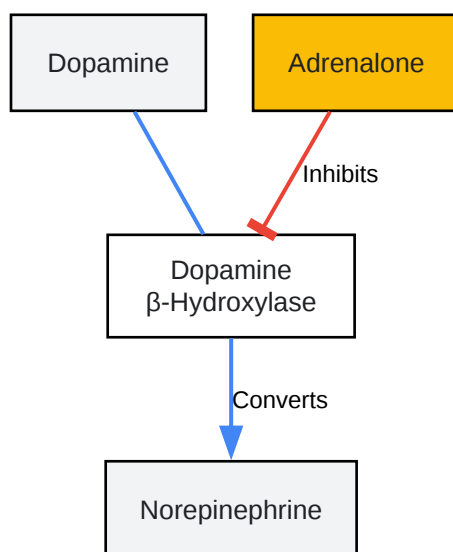 Dopamine
Adrenalone
Inhibits
Dopamine
β-Hydroxylase
Converts
Norepinephrine